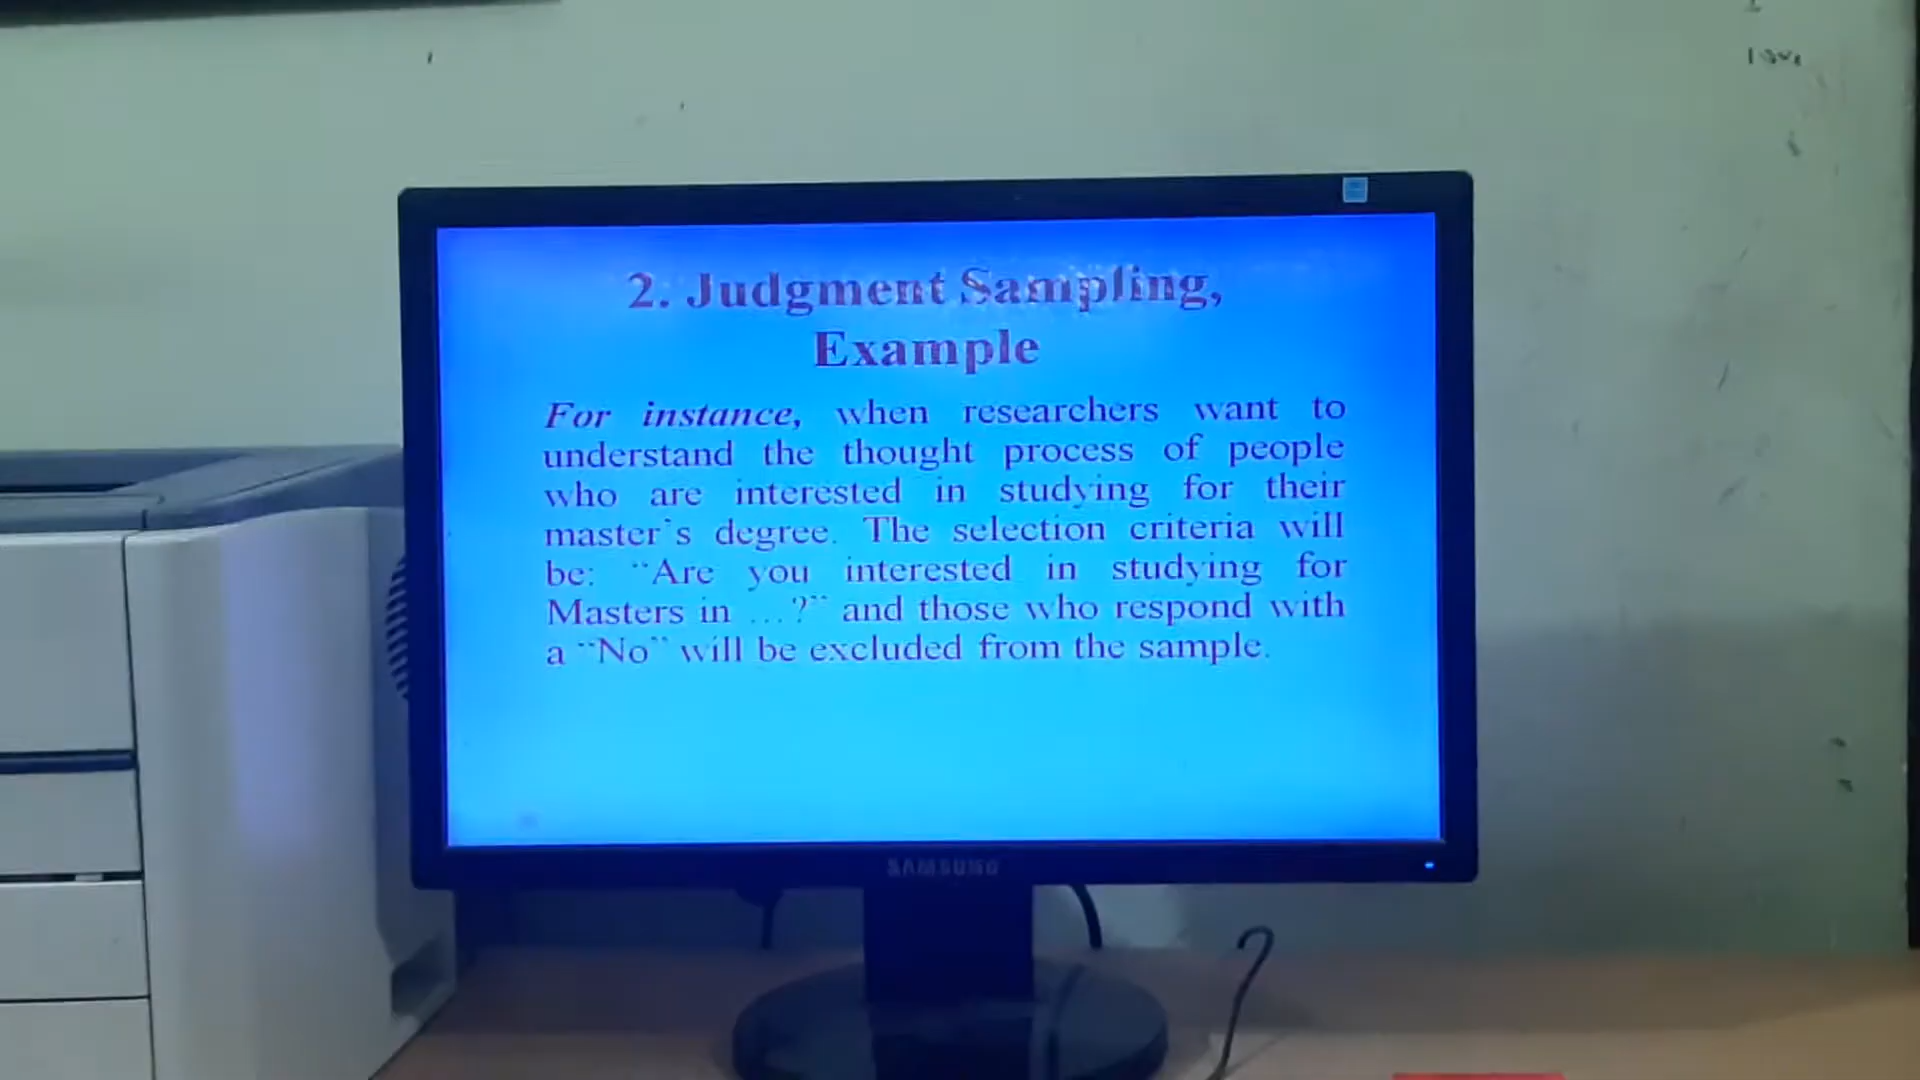 2. Judgment Sampling,
Example
For instance, when researchers want to
understand the thought process of people
who are interested in studying for their
master's degree. The selection criteria will
be: "Are you interested in studying for
Masters in ...?" and those who respond with
a "No" will be excluded from the sample.
SAMSUNG